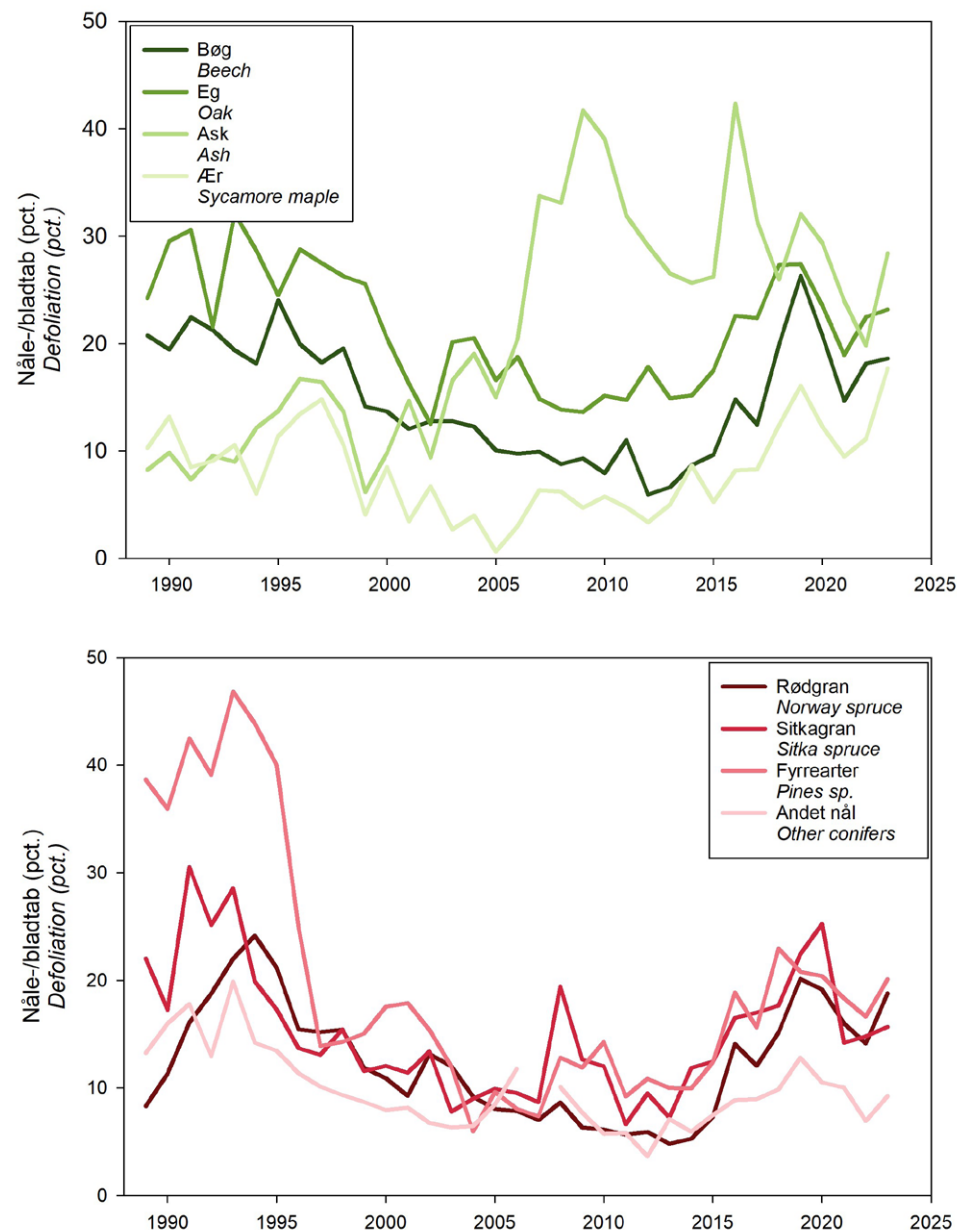 50
40
30
20
10
0
Nåle-/bladtab (pct.)
Defoliation (pct.)
Bøg
Beech
Eg
Oak
Ask
Ash
Ær
Sycamore maple
1990 1995 2000 2005 2010 2015 2020 2025
50
40
30
20
10
0
Nåle-/bladtab (pct.)
Defoliation (pct.)
Rødgran
Norway spruce
Sitkagran
Sitka spruce
Fyrrearter
Pines sp.
Andet nål
Other conifers
1990 1995 2000 2005 2010 2015 2020 2025